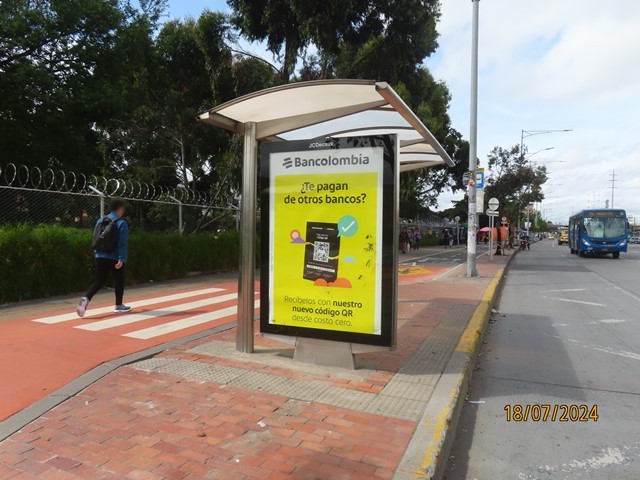 JCDecaux
Bancolombia
¿Te pagan
de otros bancos?
Recíbelos con nuestro
nuevo código QR
desde costo cero.
18/07/2024